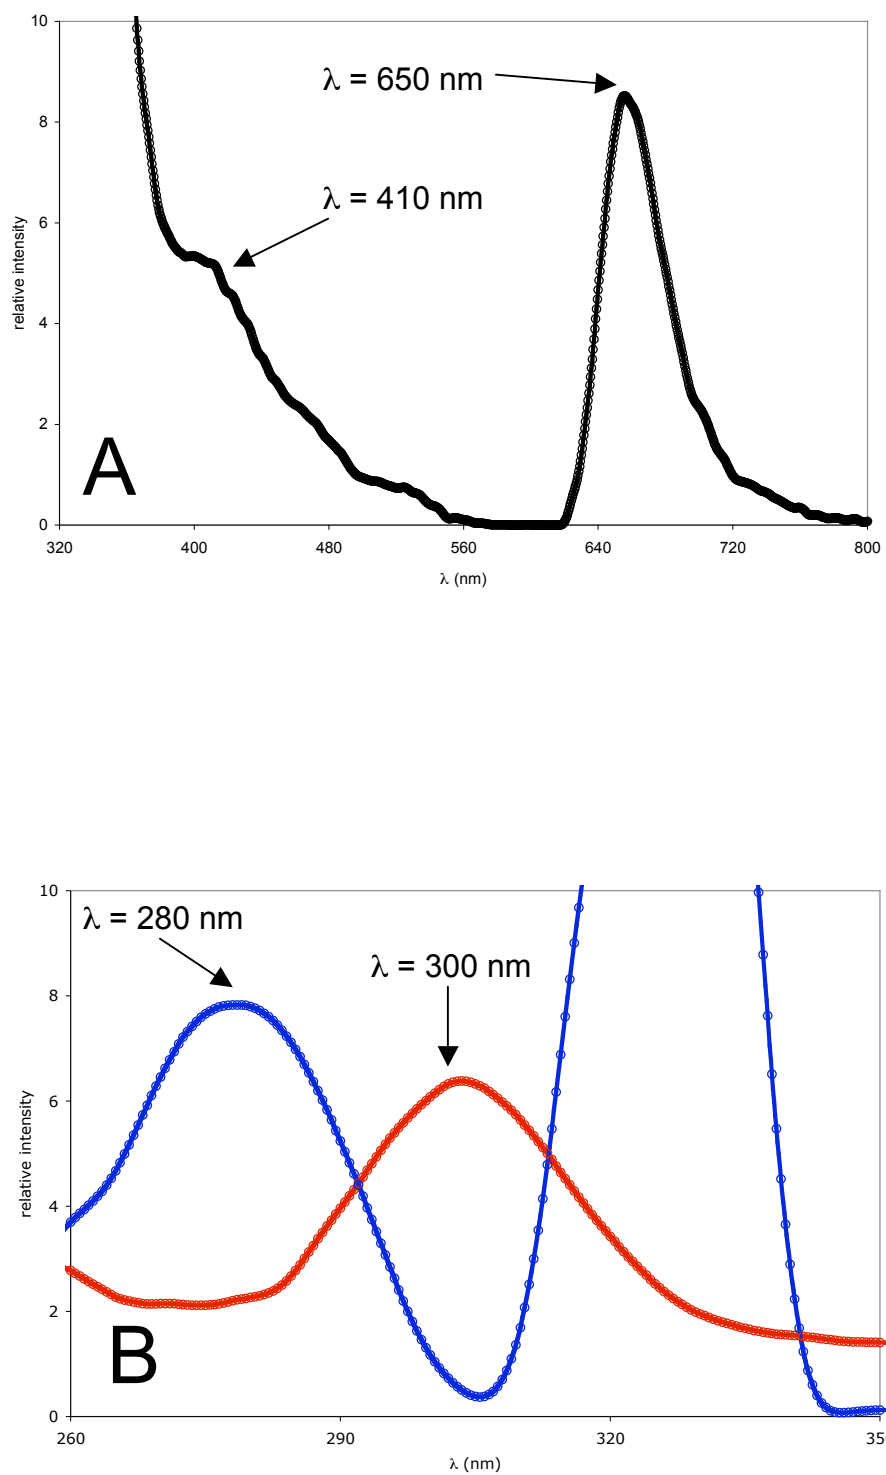 10
λ = 650 nm
8
λ = 410 nm
6
relative intensity
4
2
A
0
320 400 480 560 640 720 800
λ (nm)
10
λ = 280 nm
λ = 300 nm
8
6
relative intensity
4
2
B
0
260 290 320 35
λ (nm)